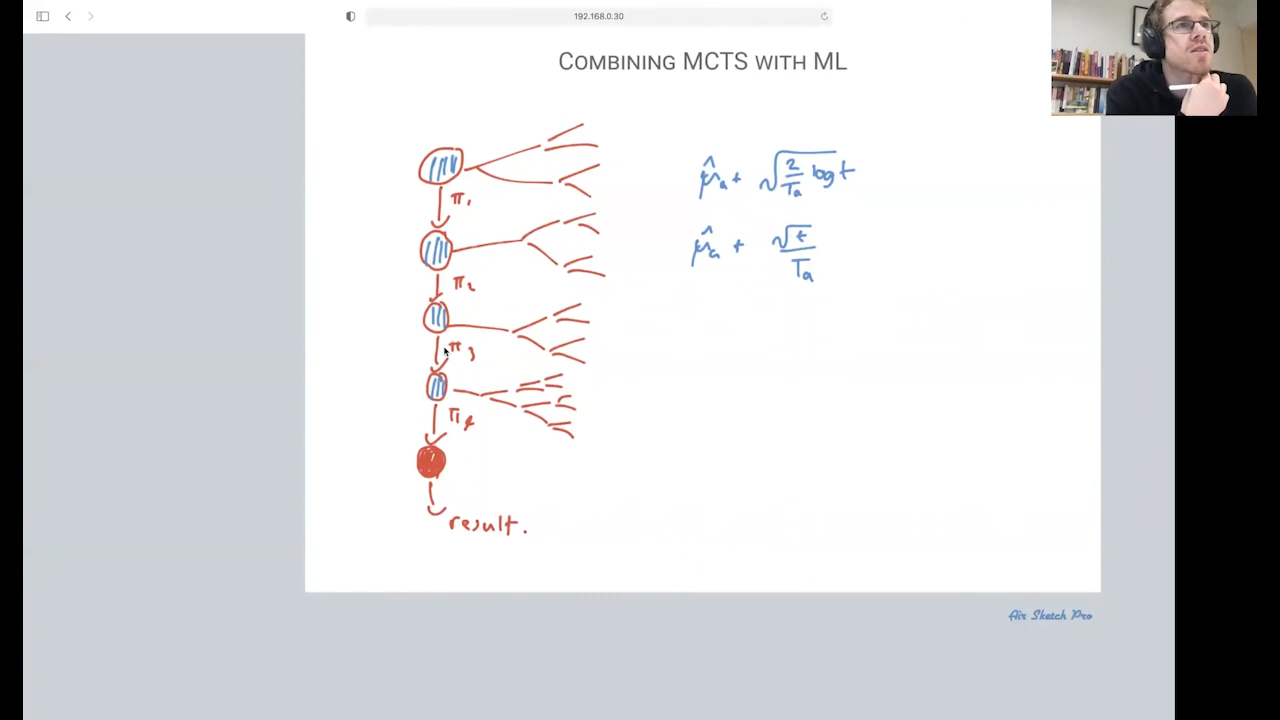 192.168.0.30
COMBINING MCTS WITH ML
π₁
π₂
π₃
π₄
result.
μ̂ₐ + √(2/Tₐ log t)
μ̂ₐ + √t/Tₐ
Air Sketch Pro